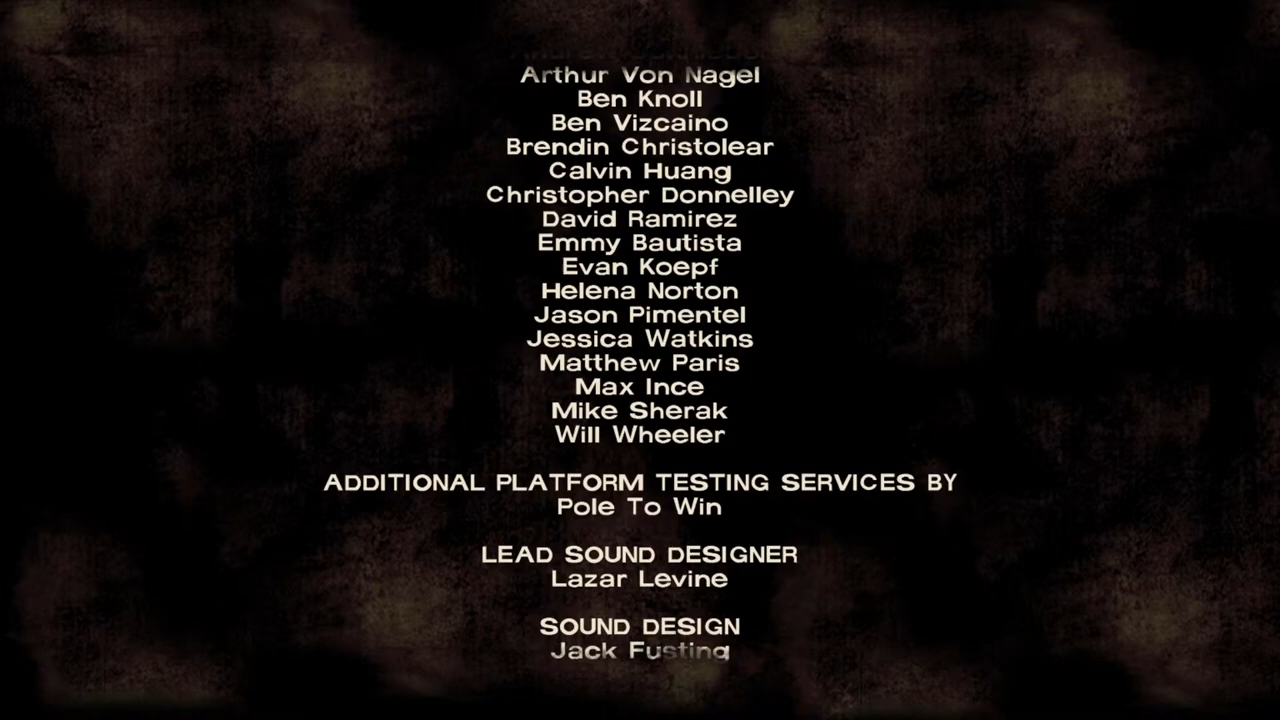 Arthur Von Nagel
Ben Knoll
Ben Vizcaino
Brendin Christolear
Calvin Huang
Christopher Donnelley
David Ramirez
Emmy Bautista
Evan Koepf
Helena Norton
Jason Pimentel
Jessica Watkins
Matthew Paris
Max Ince
Mike Sherak
Will Wheeler
ADDITIONAL PLATFORM TESTING SERVICES BY
Pole To Win
LEAD SOUND DESIGNER
Lazar Levine
SOUND DESIGN
Jack Fusting